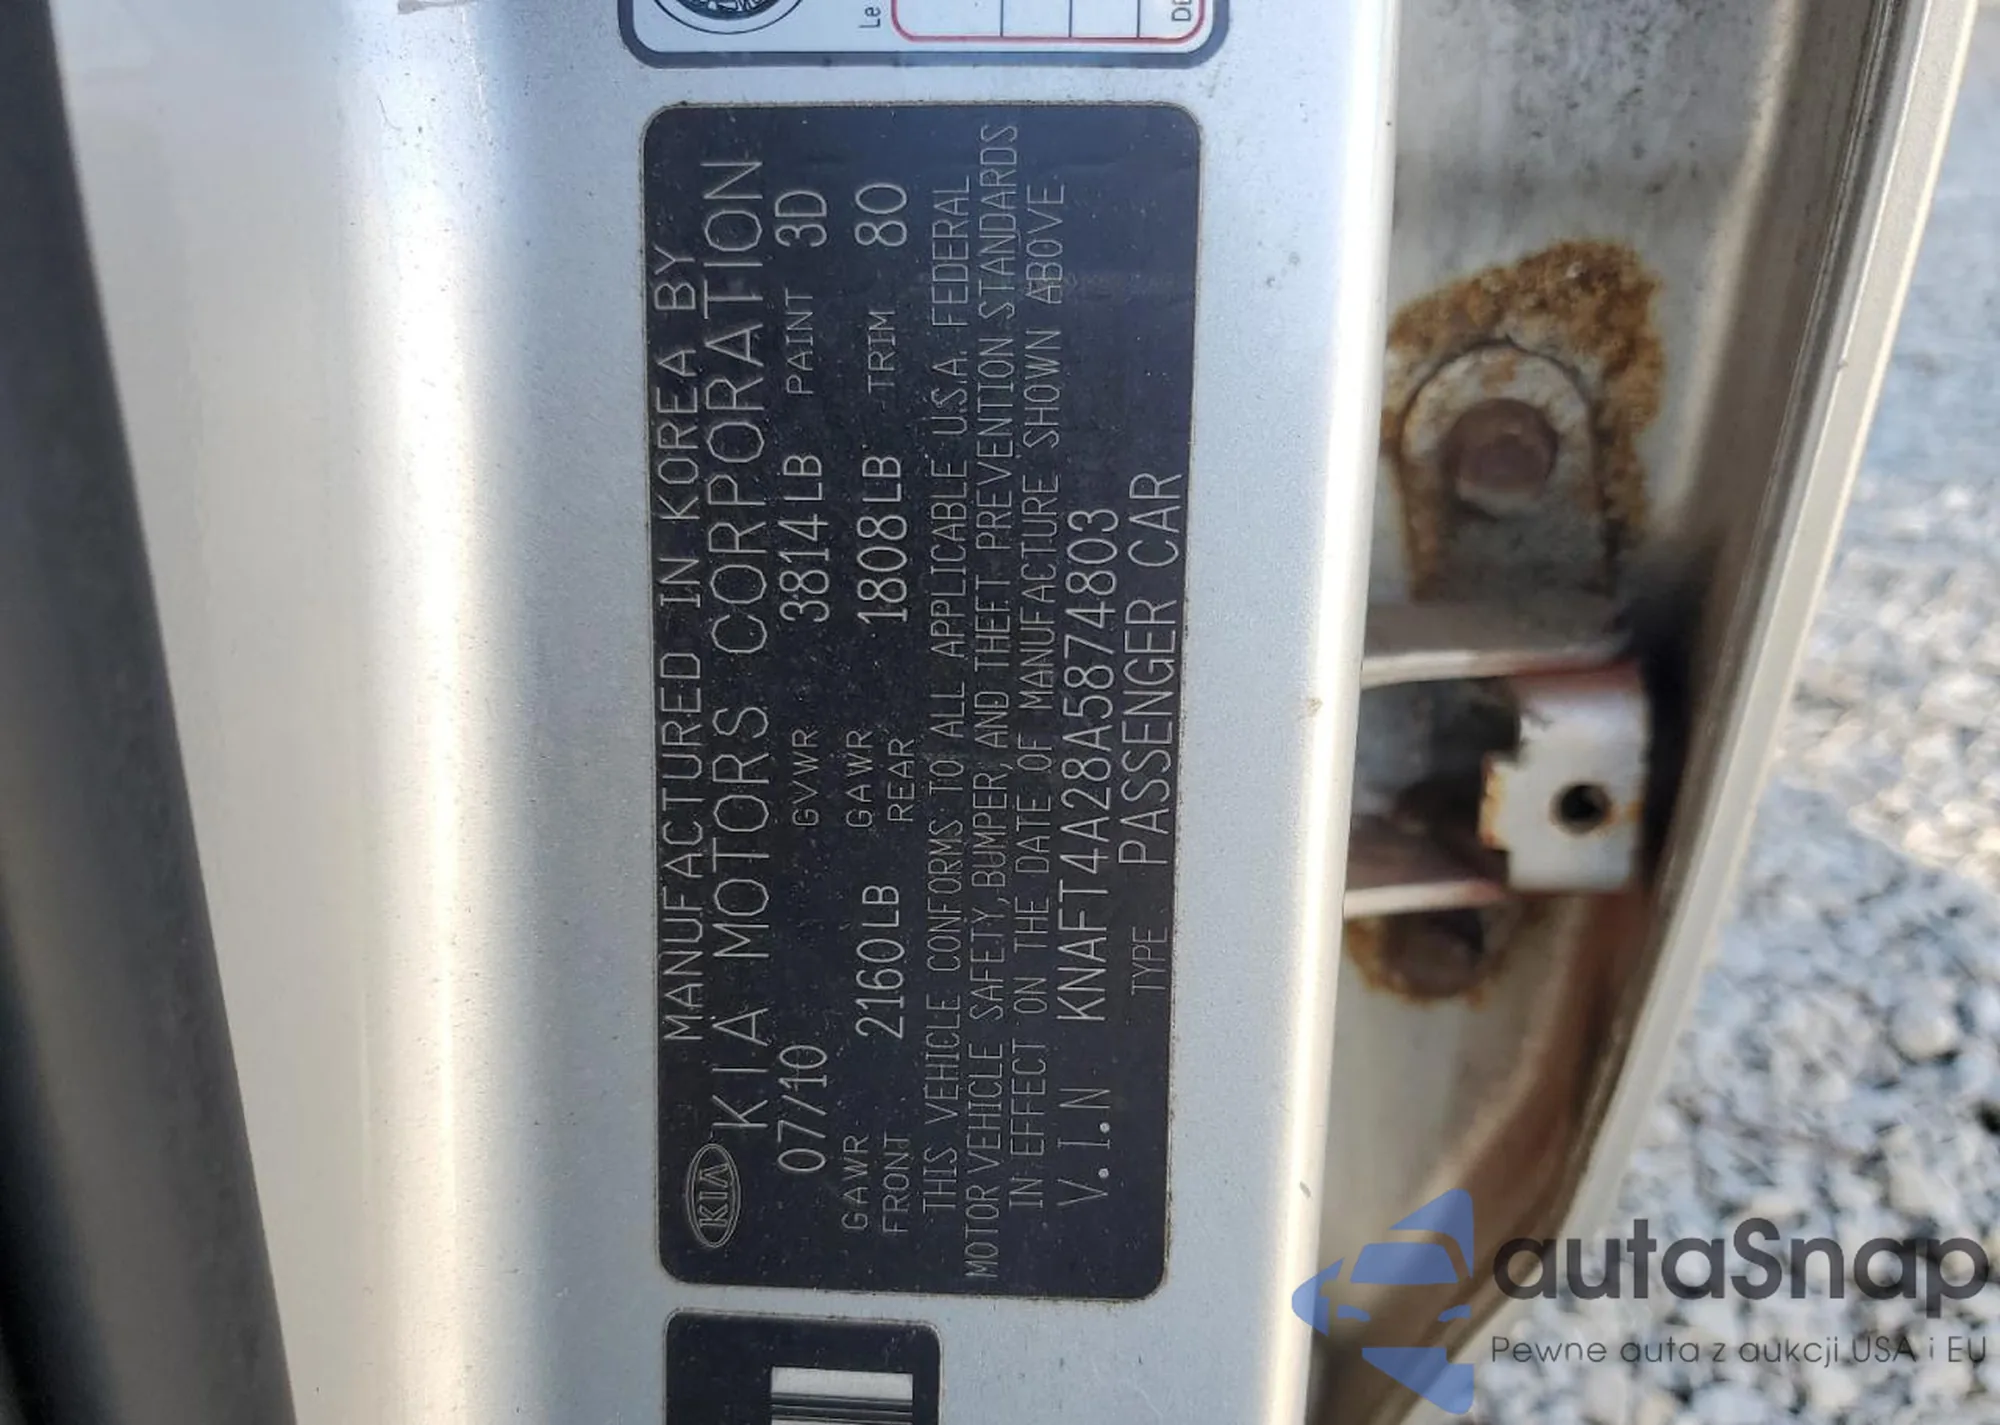 Le
DE
MANUFACTURED IN KOREA BY
KIA KIA MOTORS CORPORATION
07/10 GVWR 3814LB PAINT 3D
GAWR FRONT 2160LB GAWR REAR 1808LB TRIM 80
THIS VEHICLE CONFORMS TO ALL APPLICABLE U.S.A. FEDERAL
MOTOR VEHICLE SAFETY, BUMPER, AND THEFT PREVENTION STANDARDS
IN EFFECT ON THE DATE OF MANUFACTURE SHOWN ABOVE
V.I.N KNAFT4A28A5874803
TYPE PASSENGER CAR
autaSnap
Pewne auta z aukcji USA i EU